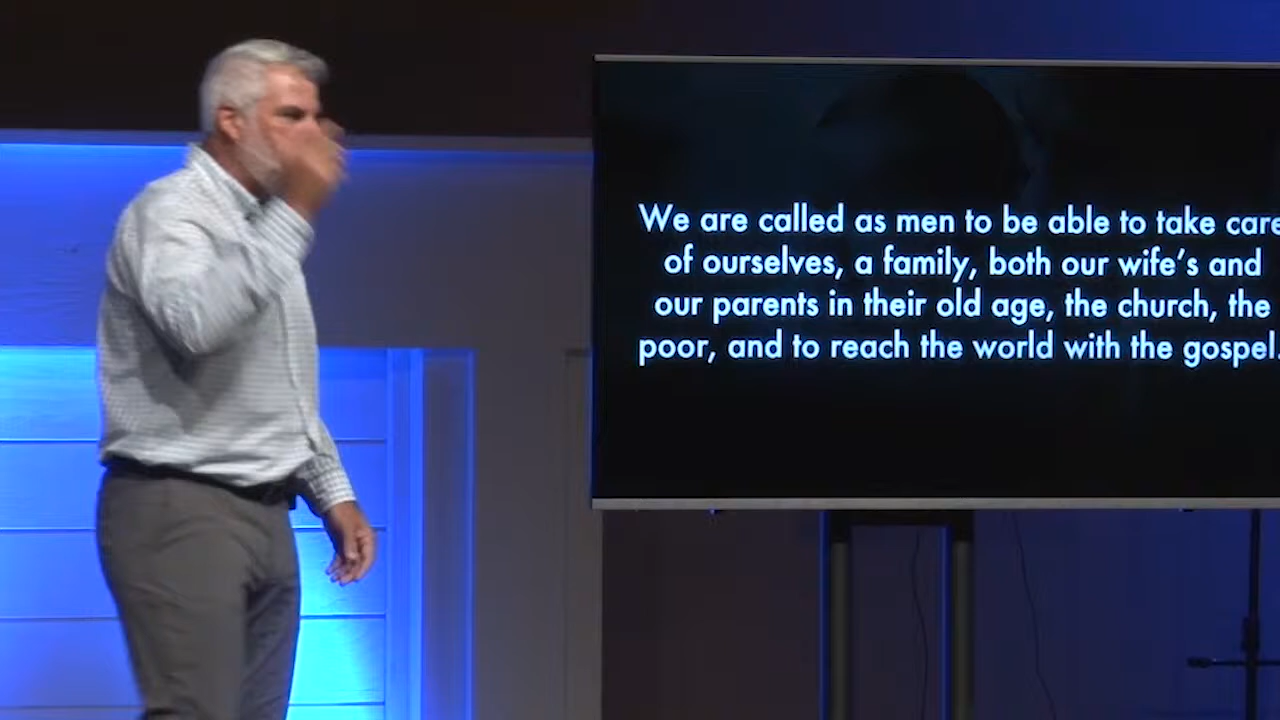 We are called as men to be able to take care
of ourselves, a family, both our wife’s and
our parents in their old age, the church, the
poor, and to reach the world with the gospel.